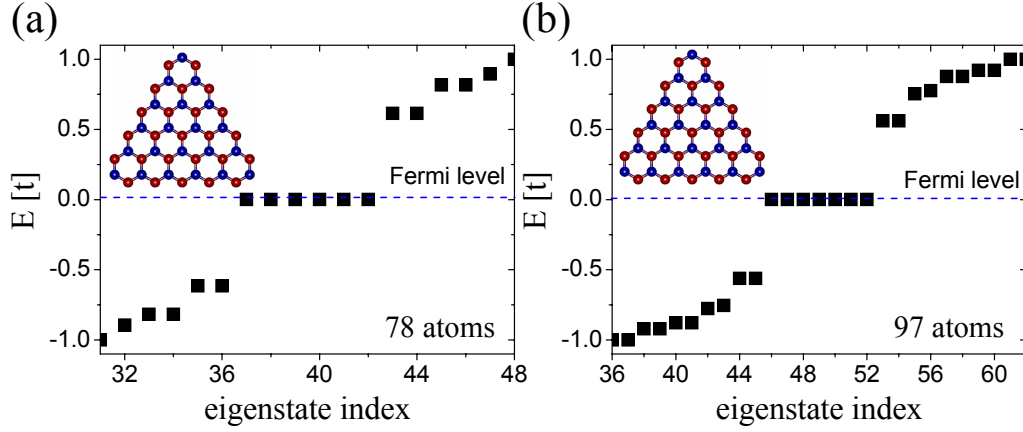 (a)
1.0
0.5
0.0
-0.5
-1.0
E [t]
Fermi level
78 atoms
32 36 40 44 48
eigenstate index
(b)
1.0
0.5
0.0
-0.5
-1.0
E [t]
Fermi level
97 atoms
36 40 44 48 52 56 60
eigenstate index